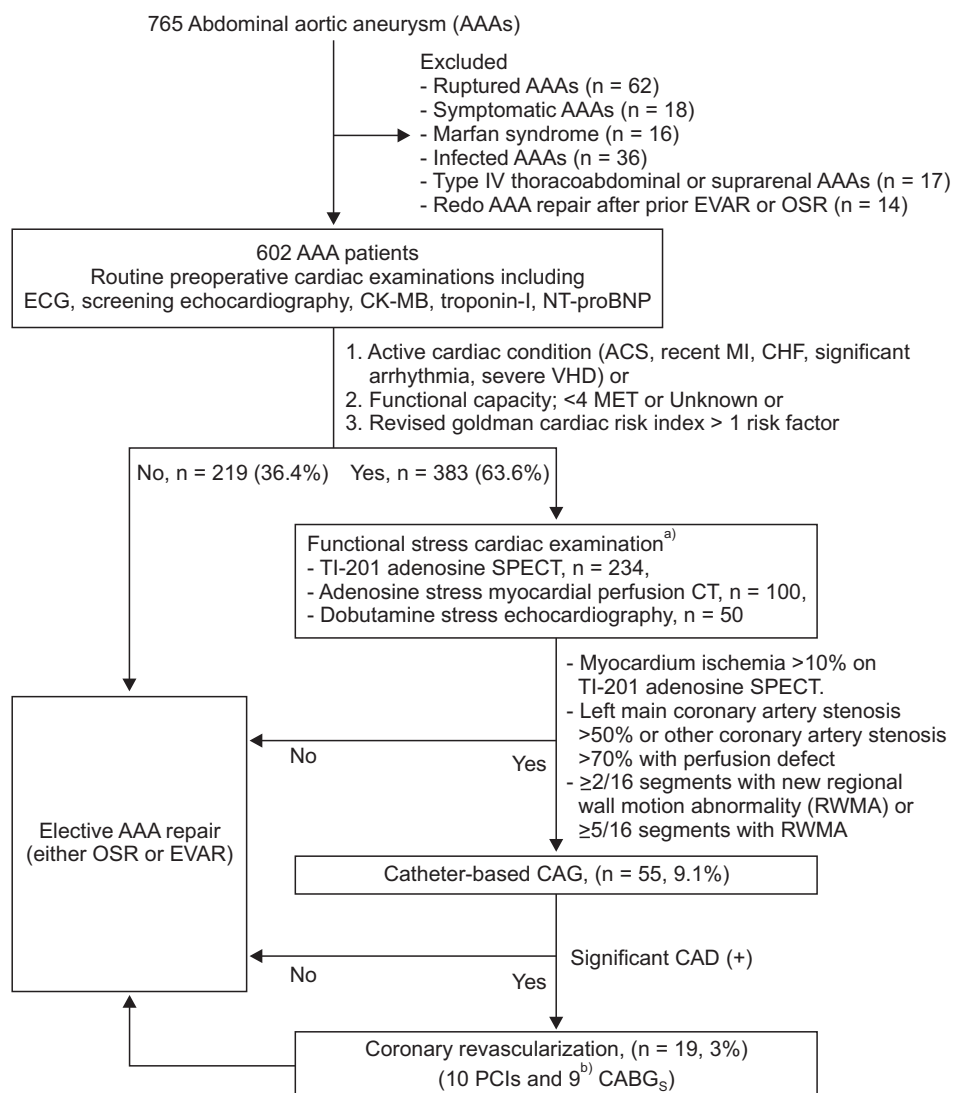 765 Abdominal aortic aneurysm (AAAs)
Excluded
- Ruptured AAAs (n = 62)
- Symptomatic AAAs (n = 18)
- Marfan syndrome (n = 16)
- Infected AAAs (n = 36)
- Type IV thoracoabdominal or suprarenal AAAs (n = 17)
- Redo AAA repair after prior EVAR or OSR (n = 14)
602 AAA patients
Routine preoperative cardiac examinations including
ECG, screening echocardiography, CK-MB, troponin-I, NT-proBNP
1. Active cardiac condition (ACS, recent MI, CHF, significant
arrhythmia, severe VHD) or
2. Functional capacity; <4 MET or Unknown or
3. Revised goldman cardiac risk index > 1 risk factor
No, n = 219 (36.4%)
Yes, n = 383 (63.6%)
Functional stress cardiac examination a)
- TI-201 adenosine SPECT, n = 234,
- Adenosine stress myocardial perfusion CT, n = 100,
- Dobutamine stress echocardiography, n = 50
- Myocardium ischemia >10% on
TI-201 adenosine SPECT.
- Left main coronary artery stenosis
>50% or other coronary artery stenosis
>70% with perfusion defect
- ≥2/16 segments with new regional
wall motion abnormality (RWMA) or
≥5/16 segments with RWMA
No
Yes
Elective AAA repair
(either OSR or EVAR)
Catheter-based CAG, (n = 55, 9.1%)
Significant CAD (+)
No
Yes
Coronary revascularization, (n = 19, 3%)
(10 PCIs and 9 b) CABGs)